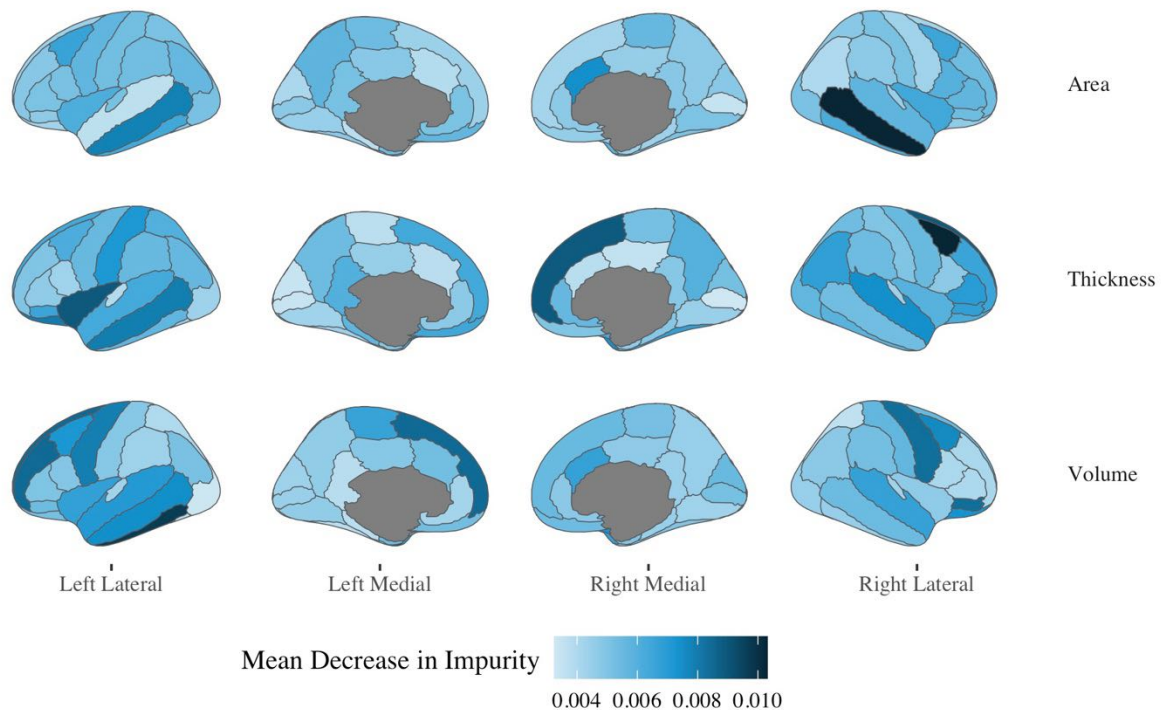 Area
Thickness
Volume
Left Lateral
Left Medial
Right Medial
Right Lateral
Mean Decrease in Impurity
0.004 0.006 0.008 0.010